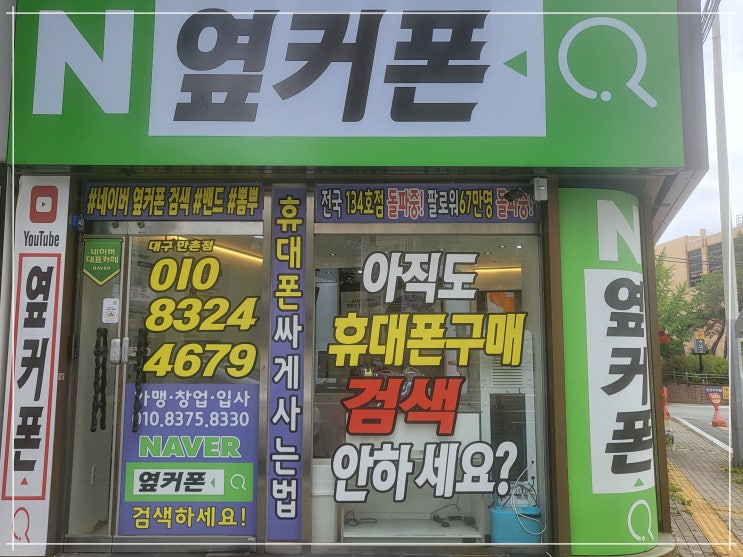 N 옆커폰
YouTube
옆커폰
#네이버 옆커폰 검색 #밴드 #뽐뿌
네이버
대표카페
NAVER
대구 만촌점
010
8324
4679
가맹·창업·입사
010.8375.8330
NAVER
옆커폰
검색하세요!
휴대폰싸게사는법
전국 134호점 돌파중! 팔로워67만명 돌파중!
아직도
휴대폰구매
검색
안하세요?
N
옆커폰